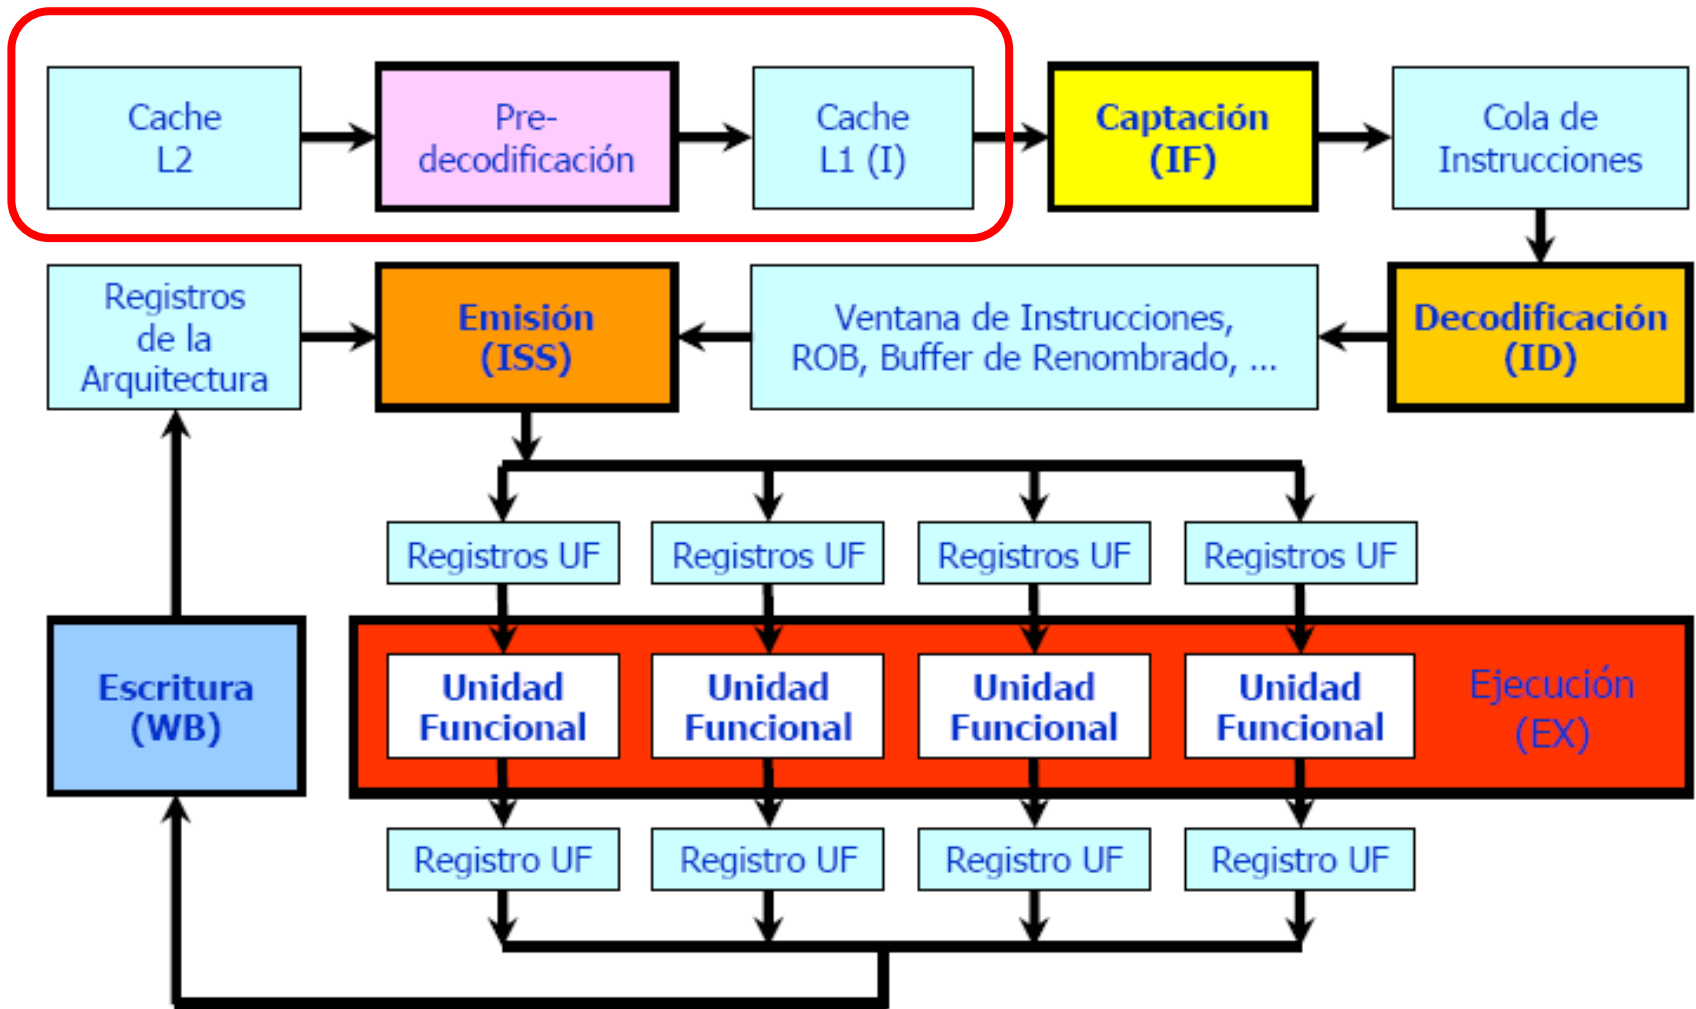 Cache
L2
Pre-
decodificación
Cache
L1 (I)
Captación
(IF)
Cola de
Instrucciones
Registros
de la
Arquitectura
Emisión
(ISS)
Ventana de Instrucciones,
ROB, Buffer de Renombrado, ...
Decodificación
(ID)
Registros UF
Registros UF
Registros UF
Registros UF
Escritura
(WB)
Unidad
Funcional
Unidad
Funcional
Unidad
Funcional
Unidad
Funcional
Ejecución
(EX)
Registro UF
Registro UF
Registro UF
Registro UF